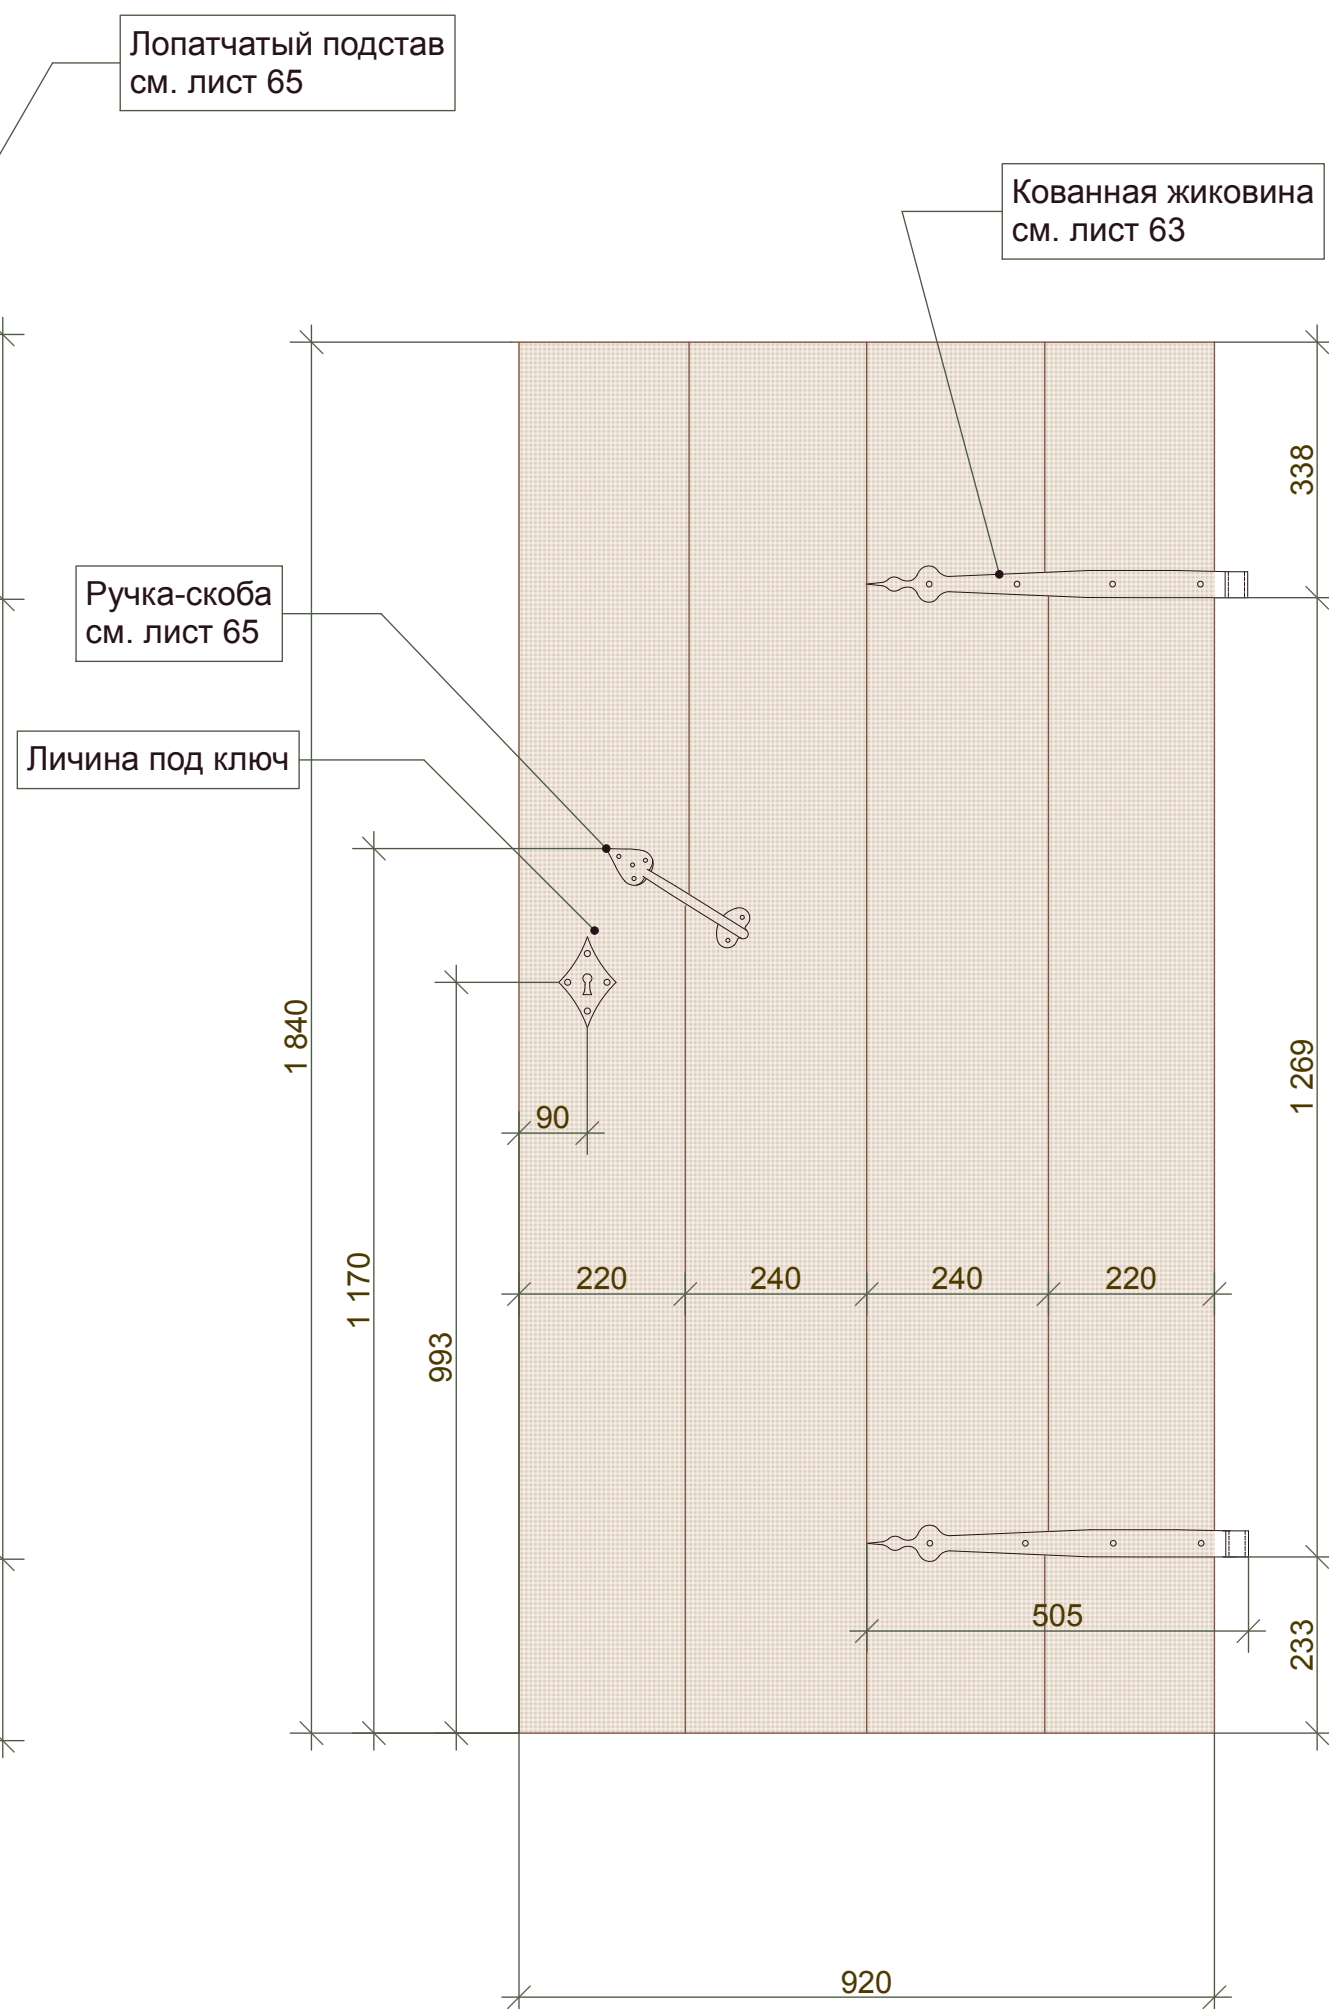 Лопатчатый подстав
см. лист 65
Кованная жиковина
см. лист 63
338
Ручка-скоба
см. лист 65
Личина под ключ
1 840
1 269
90
1 170
220
240
240
220
993
505
233
920